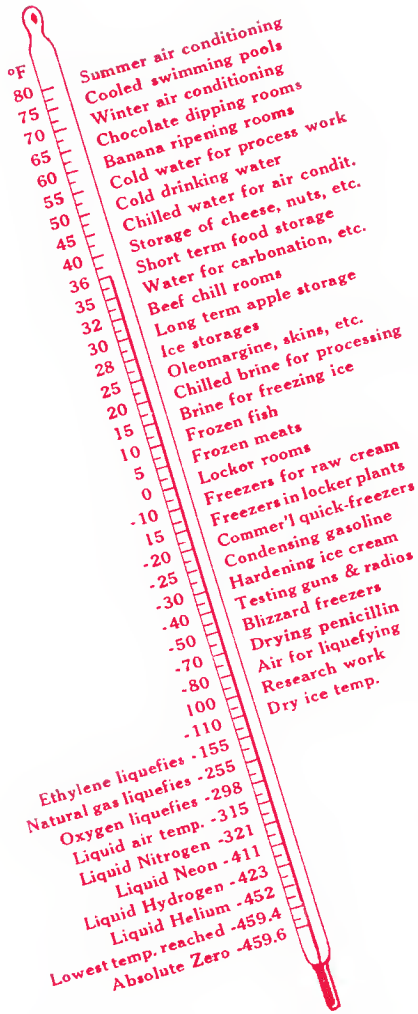 °F
80 Summer air conditioning
75 Cooled swimming pools
70 Winter air conditioning
65 Chocolate dipping rooms
60 Banana ripening rooms
55 Cold water for process work
50 Cold drinking water
45 Chilled water for air condit.
40 Storage of cheese, nuts, etc.
36 Short term food storage
35 Water for carbonation, etc.
32 Beef chill rooms
30 Long term apple storage
28 Ice storages
25 Oleomargine, skins, etc.
20 Chilled brine for processing
15 Brine for freezing ice
10 Frozen fish
5 Frozen meats
0 Lockor rooms
-10 Freezers for raw cream
15 Freezers in locker plants
-20 Commer'l quick-freezers
-25 Condensing gasoline
-30 Hardening ice cream
-40 Testing guns & radios
-50 Blizzard freezers
-70 Drying penicillin
-80 Air for liquefying
100 Research work
-110 Dry ice temp.
Ethylene liquefies -155
Natural gas liquefies -255
Oxygen liquefies -298
Liquid air temp. -315
Liquid Nitrogen -321
Liquid Neon -411
Liquid Hydrogen -423
Liquid Helium -452
Lowest temp. reached -459.4
Absolute Zero -459.6